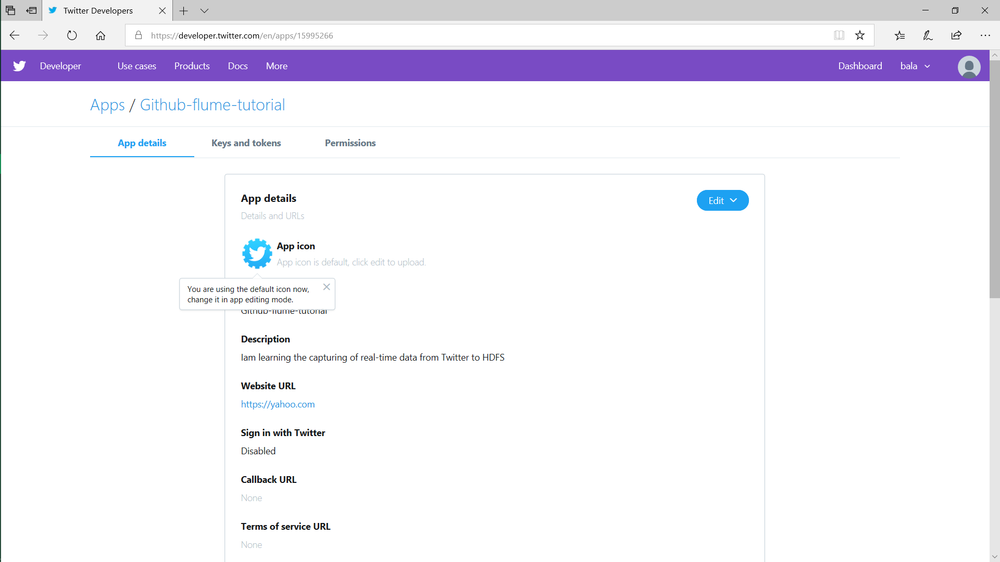 Twitter Developers
https://developer.twitter.com/en/apps/15995266
Developer Use cases Products Docs More Dashboard bala
Apps / Github-flume-tutorial
App details Keys and tokens Permissions
App details
Edit
Details and URLs
App icon
App icon is default, click edit to upload.
You are using the default icon now,
change it in app editing mode.
Github-flume-tutorial
Description
Iam learning the capturing of real-time data from Twitter to HDFS
Website URL
https://yahoo.com
Sign in with Twitter
Disabled
Callback URL
None
Terms of service URL
None